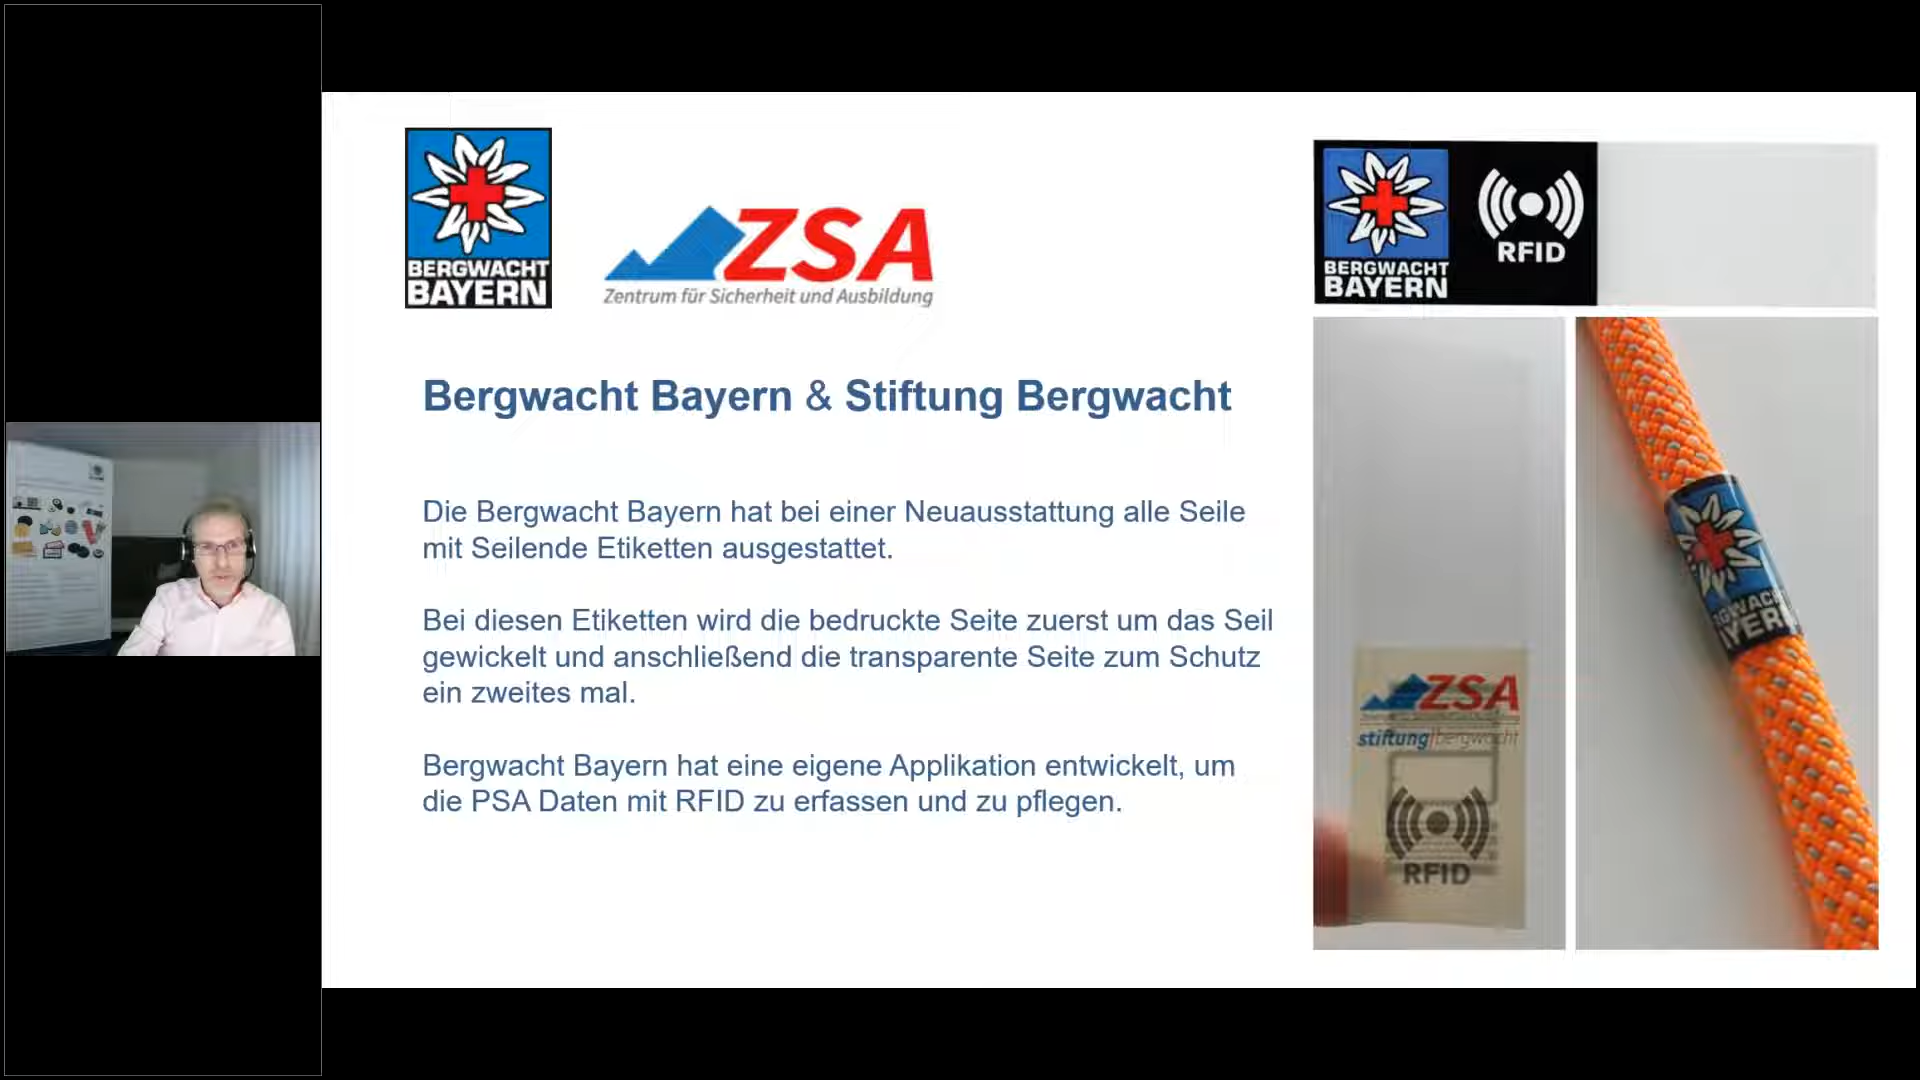 BERGWACHT
BAYERN
ZSA
Zentrum für Sicherheit und Ausbildung
Bergwacht Bayern & Stiftung Bergwacht
Die Bergwacht Bayern hat bei einer Neuausstattung alle Seile
mit Seilende Etiketten ausgestattet.
Bei diesen Etiketten wird die bedruckte Seite zuerst um das Seil
gewickelt und anschließend die transparente Seite zum Schutz
ein zweites mal.
Bergwacht Bayern hat eine eigene Applikation entwickelt, um
die PSA Daten mit RFID zu erfassen und zu pflegen.
BERGWACHT
BAYERN
RFID
ZSA
stiftung bergwacht
RFID